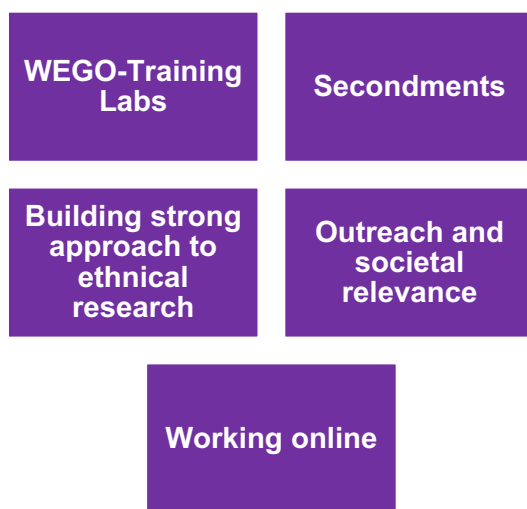 WEGO-Training
Labs
Secondments
Building strong
approach to
ethnical
research
Outreach and
societal
relevance
Working online